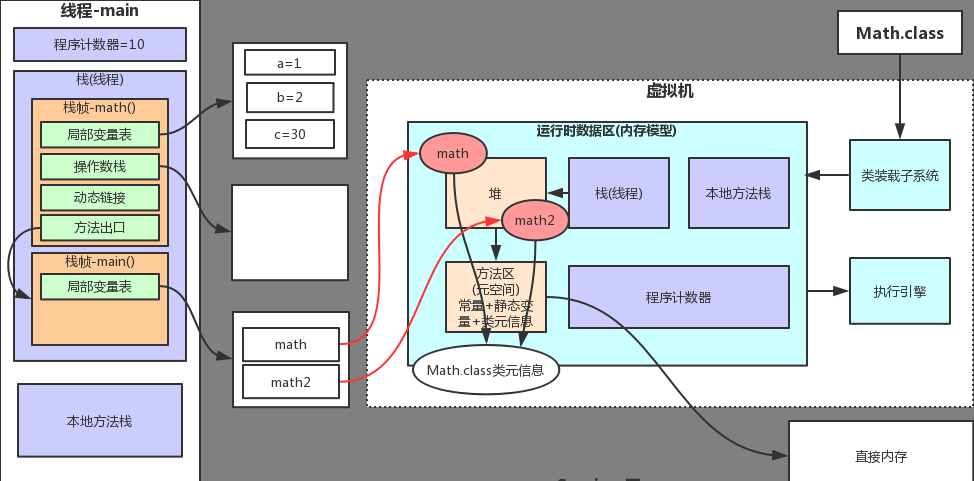 线程-main
程序计数器=10
栈(线程)
栈帧-math()
局部变量表
操作数栈
动态链接
方法出口
栈帧-main()
局部变量表
本地方法栈
a=1
b=2
c=30
math
math2
Math.class
虚拟机
运行时数据区(内存模型)
math
堆
math2
栈(线程)
本地方法栈
方法区
(元空间)
常量+静态变
量+类元信息
程序计数器
Math.class类元信息
类装载子系统
执行引擎
直接内存